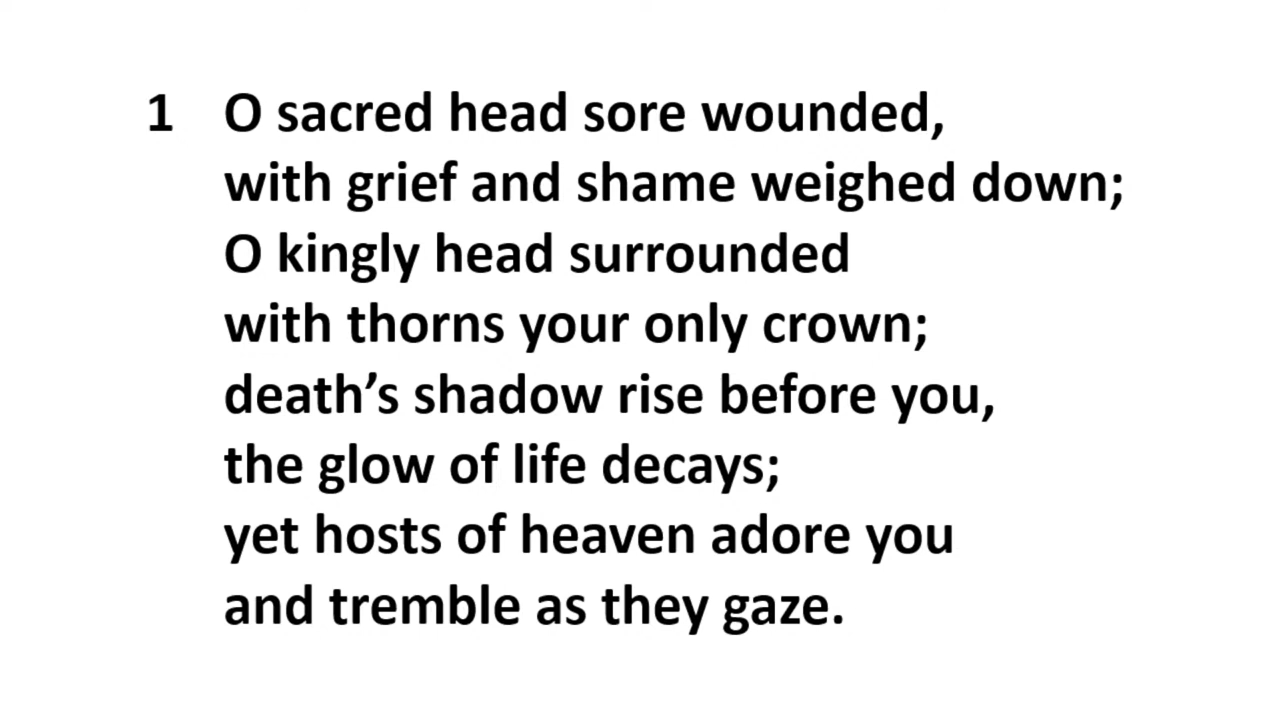 1 O sacred head sore wounded,
with grief and shame weighed down;
O kingly head surrounded
with thorns your only crown;
death’s shadow rise before you,
the glow of life decays;
yet hosts of heaven adore you
and tremble as they gaze.